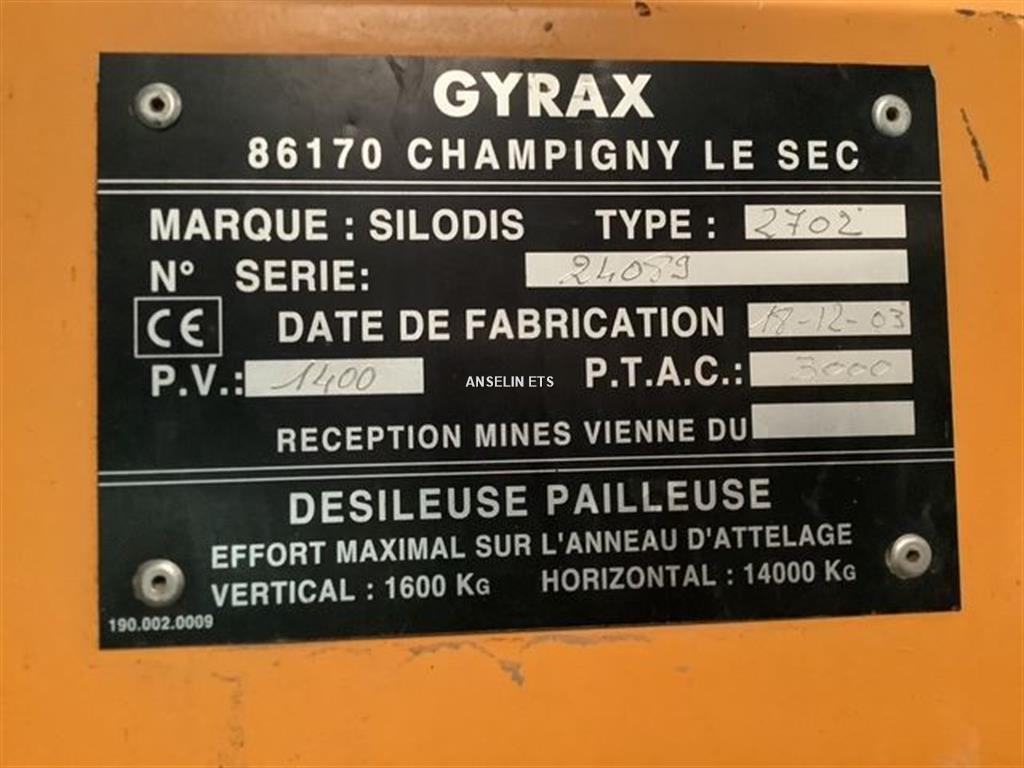 GYRAX
86170 CHAMPIGNY LE SEC
MARQUE : SILODIS TYPE : 2702
N° SERIE: 24089
CE DATE DE FABRICATION 18-12-03
P.V.: 1400 ANSELIN ETS P.T.A.C.: 3000
RECEPTION MINES VIENNE DU
DESILEUSE PAILLEUSE
EFFORT MAXIMAL SUR L'ANNEAU D'ATTELAGE
VERTICAL : 1600 KG HORIZONTAL : 14000 KG
190.002.0009